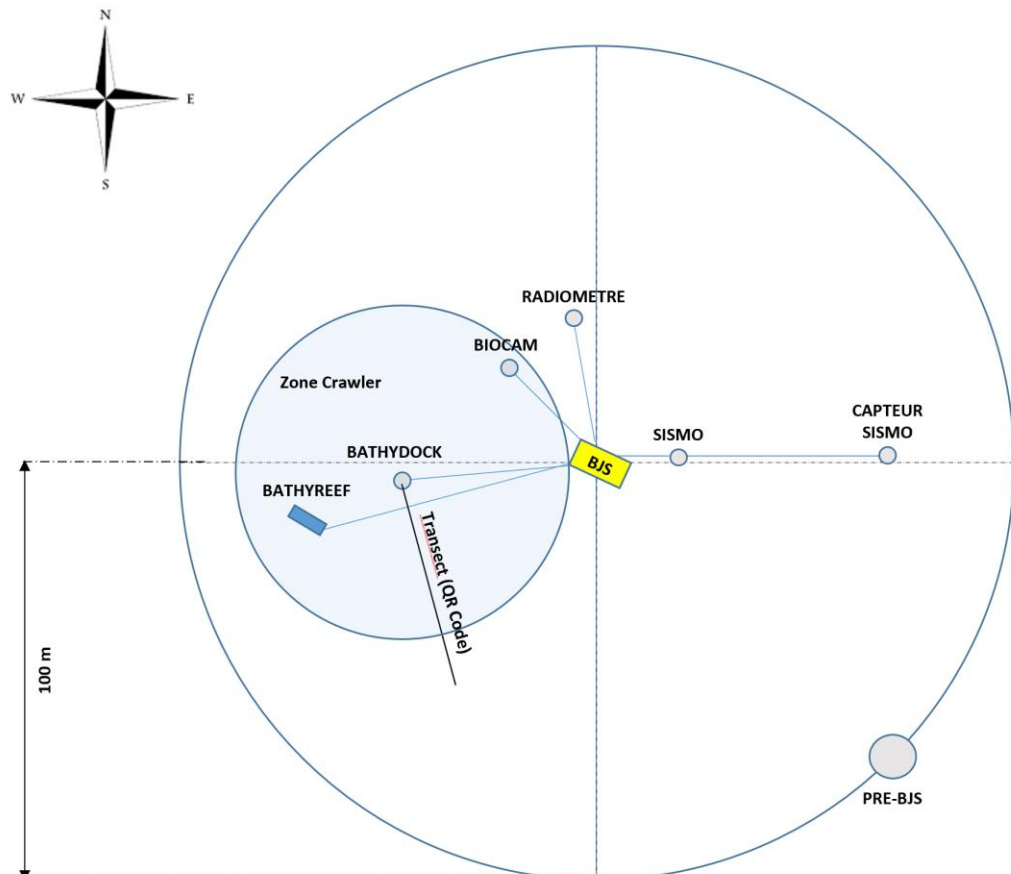 N
W
E
S
RADIOMETRE
BIOCAM
Zone Crawler
CAPTEUR
SISMO
SISMO
BJS
BATHYDOCK
BATHYREEF
Transect (QR Code)
100 m
PRE-BJS